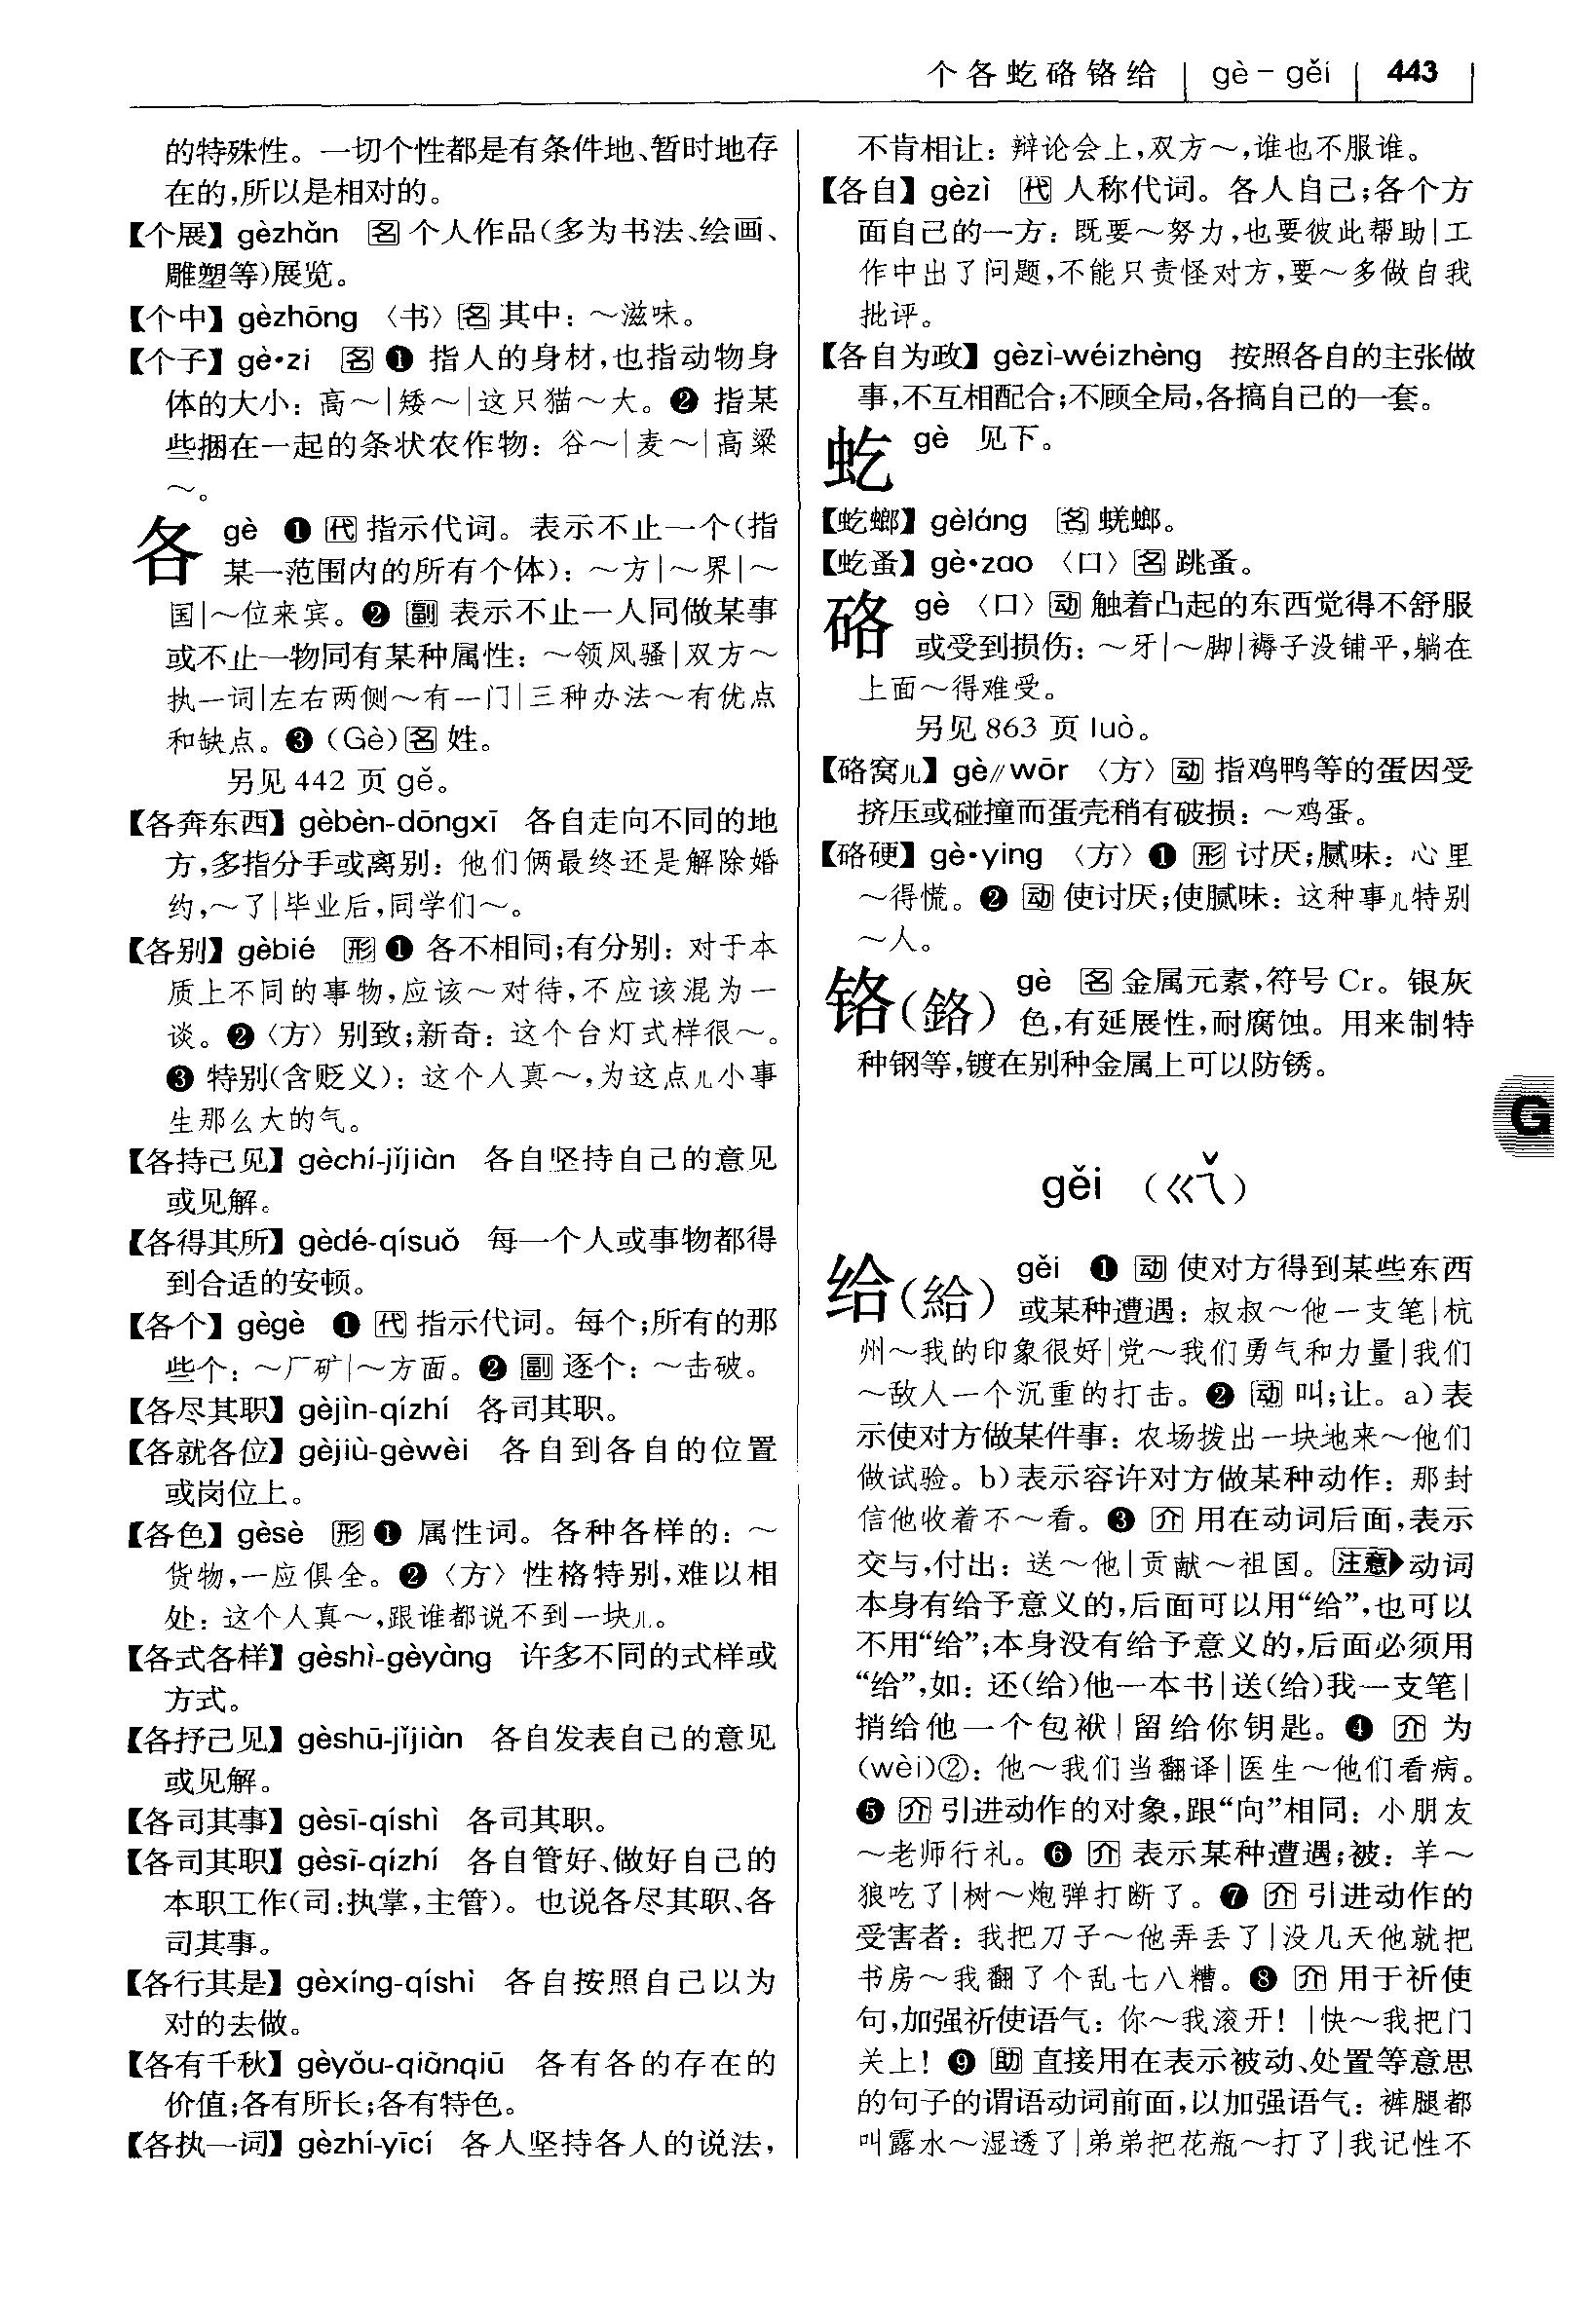 个各虼硌铬给 gè－gěi 443
的特殊性。一切个性都是有条件地、暂时地存
在的,所以是相对的。
【个展】gèzhǎn 名 个人作品(多为书法、绘画、
雕塑等)展览。
【个中】gèzhōng 〈书〉名 其中：～滋味。
【个子】gè·zi 名 ❶ 指人的身材,也指动物身
体的大小：高～|矮～|这只猫～大。❷ 指某
些捆在一起的条状农作物：谷～|麦～|高粱
～。
各 gè ❶ 代 指示代词。表示不止一个(指
某一范围内的所有个体)：～方|～界|～
国|～位来宾。❷ 副 表示不止一人同做某事
或不止一物同有某种属性：～领风骚|双方～
执一词|左右两侧～有一门|三种办法～有优点
和缺点。❸ (Gè)名 姓。
另见 442 页 gě。
【各奔东西】gèbèn-dōngxī 各自走向不同的地
方,多指分手或离别：他们俩最终还是解除婚
约,～了|毕业后,同学们～。
【各别】gèbié 形 ❶ 各不相同;有分别：对于本
质上不同的事物,应该～对待,不应该混为一
谈。❷〈方〉别致;新奇：这个台灯式样很～。
❸ 特别(含贬义)：这个人真～,为这点儿小事
生那么大的气。
【各持己见】gèchí-jǐjiàn 各自坚持自己的意见
或见解。
【各得其所】gèdé-qísuǒ 每一个人或事物都得
到合适的安顿。
【各个】gègè ❶ 代 指示代词。每个;所有的那
些个：～厂矿|～方面。❷ 副 逐个：～击破。
【各尽其职】gèjìn-qízhí 各司其职。
【各就各位】gèjiù-gèwèi 各自到各自的位置
或岗位上。
【各色】gèsè 形 ❶ 属性词。各种各样的：～
货物,一应俱全。❷〈方〉性格特别,难以相
处：这个人真～,跟谁都说不到一块儿。
【各式各样】gèshì-gèyàng 许多不同的式样或
方式。
【各抒己见】gèshū-jǐjiàn 各自发表自己的意见
或见解。
【各司其事】gèsī-qíshì 各司其职。
【各司其职】gèsī-qízhí 各自管好、做好自己的
本职工作(司:执掌,主管)。也说各尽其职、各
司其事。
【各行其是】gèxíng-qíshì 各自按照自己以为
对的去做。
【各有千秋】gèyǒu-qiānqiū 各有各的存在的
价值;各有所长;各有特色。
【各执一词】gèzhí-yīcí 各人坚持各人的说法,
不肯相让：辩论会上,双方～,谁也不服谁。
【各自】gèzì 代 人称代词。各人自己;各个方
面自己的一方：既要～努力,也要彼此帮助|工
作中出了问题,不能只责怪对方,要～多做自我
批评。
【各自为政】gèzì-wéizhèng 按照各自的主张做
事,不互相配合;不顾全局,各搞自己的一套。
虼 gè 见下。
【虼螂】gèláng 名 蜣螂。
【虼蚤】gè·zao 〈口〉名 跳蚤。
硌 gè 〈口〉动 触着凸起的东西觉得不舒服
或受到损伤：～牙|～脚|褥子没铺平,躺在
上面～得难受。
另见 863 页 luò。
【硌窝儿】gè∥wōr 〈方〉动 指鸡鸭等的蛋因受
挤压或碰撞而蛋壳稍有破损：～鸡蛋。
【硌硬】gè·ying 〈方〉❶ 形 讨厌;腻味：心里
～得慌。❷ 动 使讨厌;使腻味：这种事儿特别
～人。
铬(鉻) gè 名 金属元素,符号 Cr。银灰
色,有延展性,耐腐蚀。用来制特
种钢等,镀在别种金属上可以防锈。
G
gěi (ㄍㄟˇ)
给(給) gěi ❶ 动 使对方得到某些东西
或某种遭遇：叔叔～他一支笔|杭
州～我的印象很好|党～我们勇气和力量|我们
～敌人一个沉重的打击。❷ 动 叫;让。a)表
示使对方做某件事：农场拨出一块地来～他们
做试验。b)表示容许对方做某种动作：那封
信他收着不～看。❸ 介 用在动词后面,表示
交与,付出：送～他|贡献～祖国。注意 动词
本身有给予意义的,后面可以用“给”,也可以
不用“给”;本身没有给予意义的,后面必须用
“给”,如：还(给)他一本书|送(给)我一支笔|
捎给他一个包袱|留给你钥匙。❹ 介 为
(wèi)②：他～我们当翻译|医生～他们看病。
❺ 介 引进动作的对象,跟“向”相同：小朋友
～老师行礼。❻ 介 表示某种遭遇;被：羊～
狼吃了|树～炮弹打断了。❼ 介 引进动作的
受害者：我把刀子～他弄丢了|没几天他就把
书房～我翻了个乱七八糟。❽ 介 用于祈使
句,加强祈使语气：你～我滚开！|快～我把门
关上！❾ 助 直接用在表示被动、处置等意思
的句子的谓语动词前面,以加强语气：裤腿都
叫露水～湿透了|弟弟把花瓶～打了|我记性不